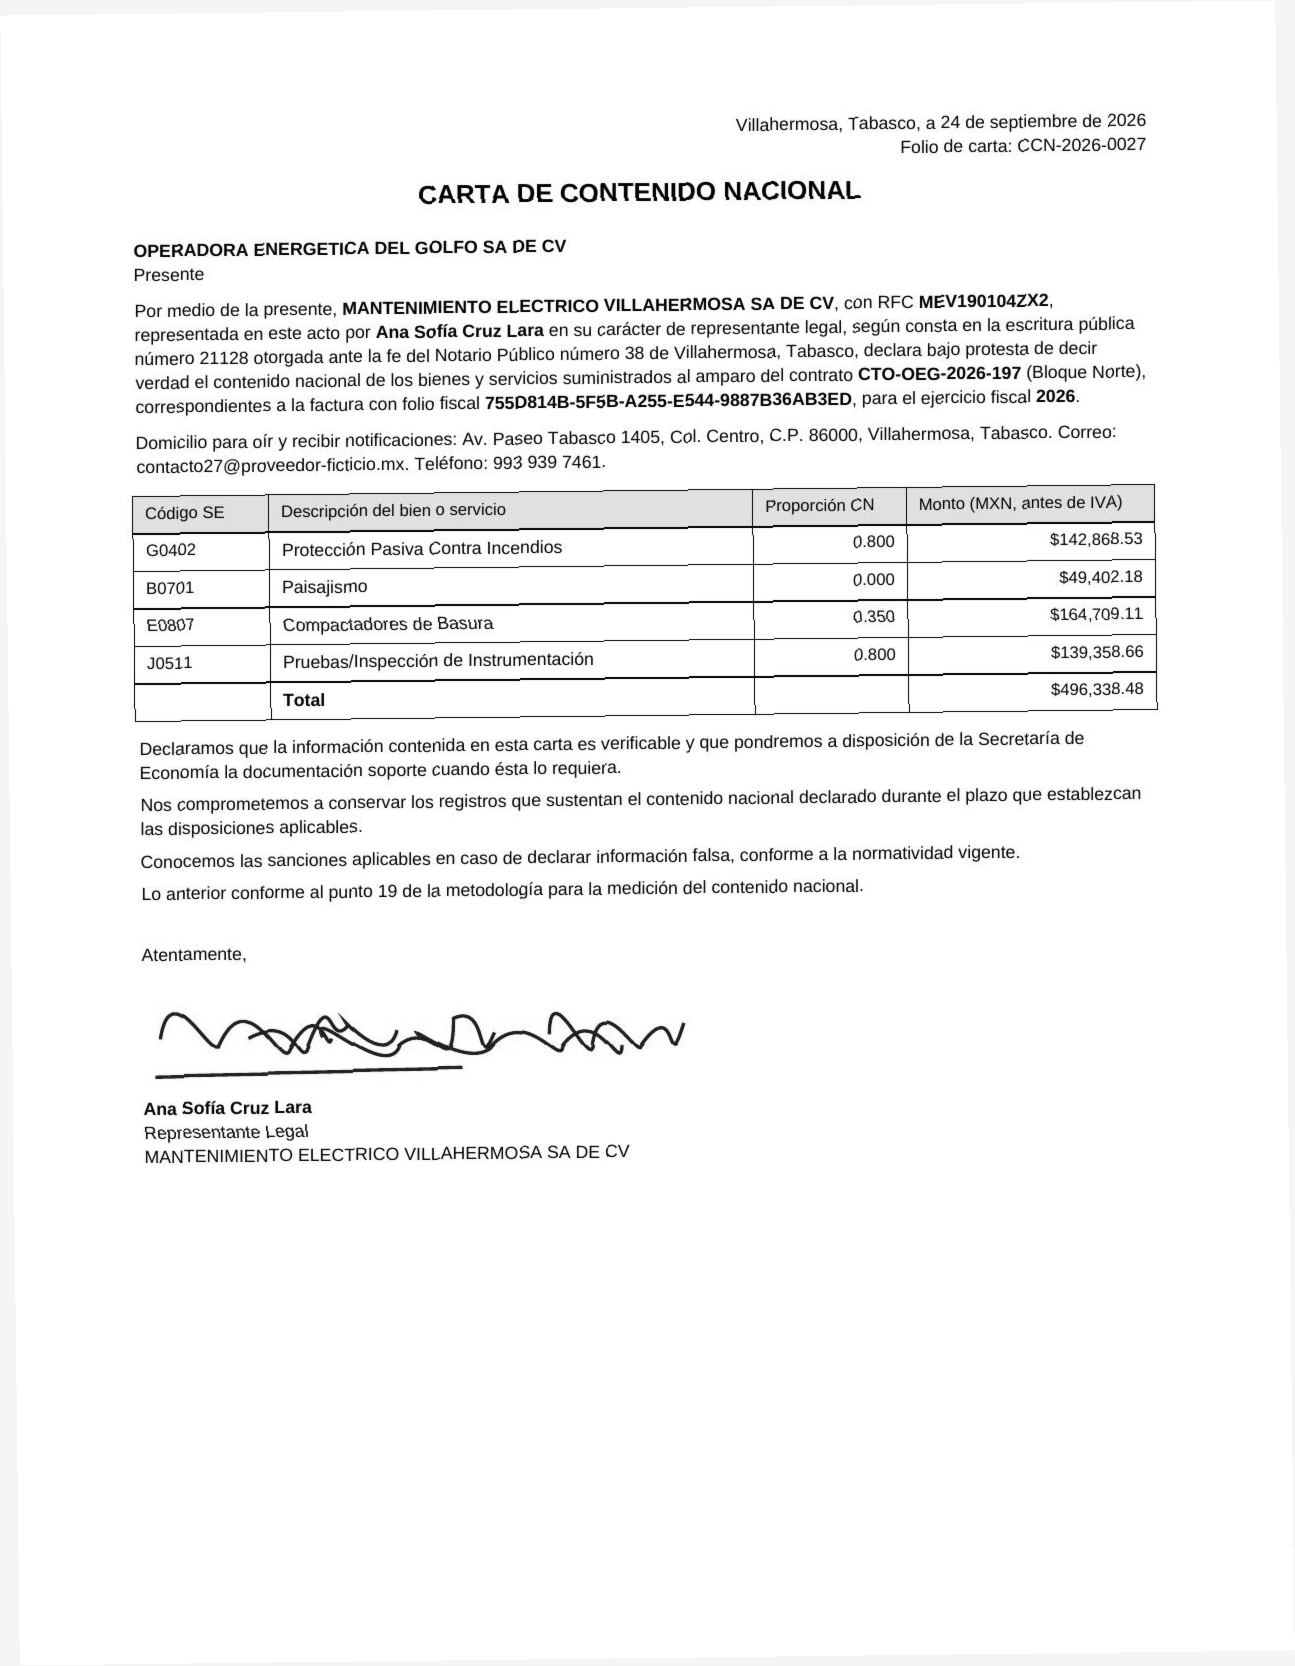 Villahermosa, Tabasco, a 24 de septiembre de 2026
Folio de carta: CCN-2026-0027
CARTA DE CONTENIDO NACIONAL
OPERADORA ENERGETICA DEL GOLFO SA DE CV
Presente
Por medio de la presente, MANTENIMIENTO ELECTRICO VILLAHERMOSA SA DE CV, con RFC MEV190104ZX2,
representada en este acto por Ana Sofía Cruz Lara en su carácter de representante legal, según consta en la escritura pública
número 21128 otorgada ante la fe del Notario Público número 38 de Villahermosa, Tabasco, declara bajo protesta de decir
verdad el contenido nacional de los bienes y servicios suministrados al amparo del contrato CTO-OEG-2026-197 (Bloque Norte),
correspondientes a la factura con folio fiscal 755D814B-5F5B-A255-E544-9887B36AB3ED, para el ejercicio fiscal 2026.
Domicilio para oír y recibir notificaciones: Av. Paseo Tabasco 1405, Col. Centro, C.P. 86000, Villahermosa, Tabasco. Correo:
contacto27@proveedor-ficticio.mx. Teléfono: 993 939 7461.
Código SE Descripción del bien o servicio Proporción CN Monto (MXN, antes de IVA)
G0402 Protección Pasiva Contra Incendios 0.800 $142,868.53
B0701 Paisajismo 0.000 $49,402.18
E0807 Compactadores de Basura 0.350 $164,709.11
J0511 Pruebas/Inspección de Instrumentación 0.800 $139,358.66
Total $496,338.48
Declaramos que la información contenida en esta carta es verificable y que pondremos a disposición de la Secretaría de
Economía la documentación soporte cuando ésta lo requiera.
Nos comprometemos a conservar los registros que sustentan el contenido nacional declarado durante el plazo que establezcan
las disposiciones aplicables.
Conocemos las sanciones aplicables en caso de declarar información falsa, conforme a la normatividad vigente.
Lo anterior conforme al punto 19 de la metodología para la medición del contenido nacional.
Atentamente,
Ana Sofía Cruz Lara
Representante Legal
MANTENIMIENTO ELECTRICO VILLAHERMOSA SA DE CV